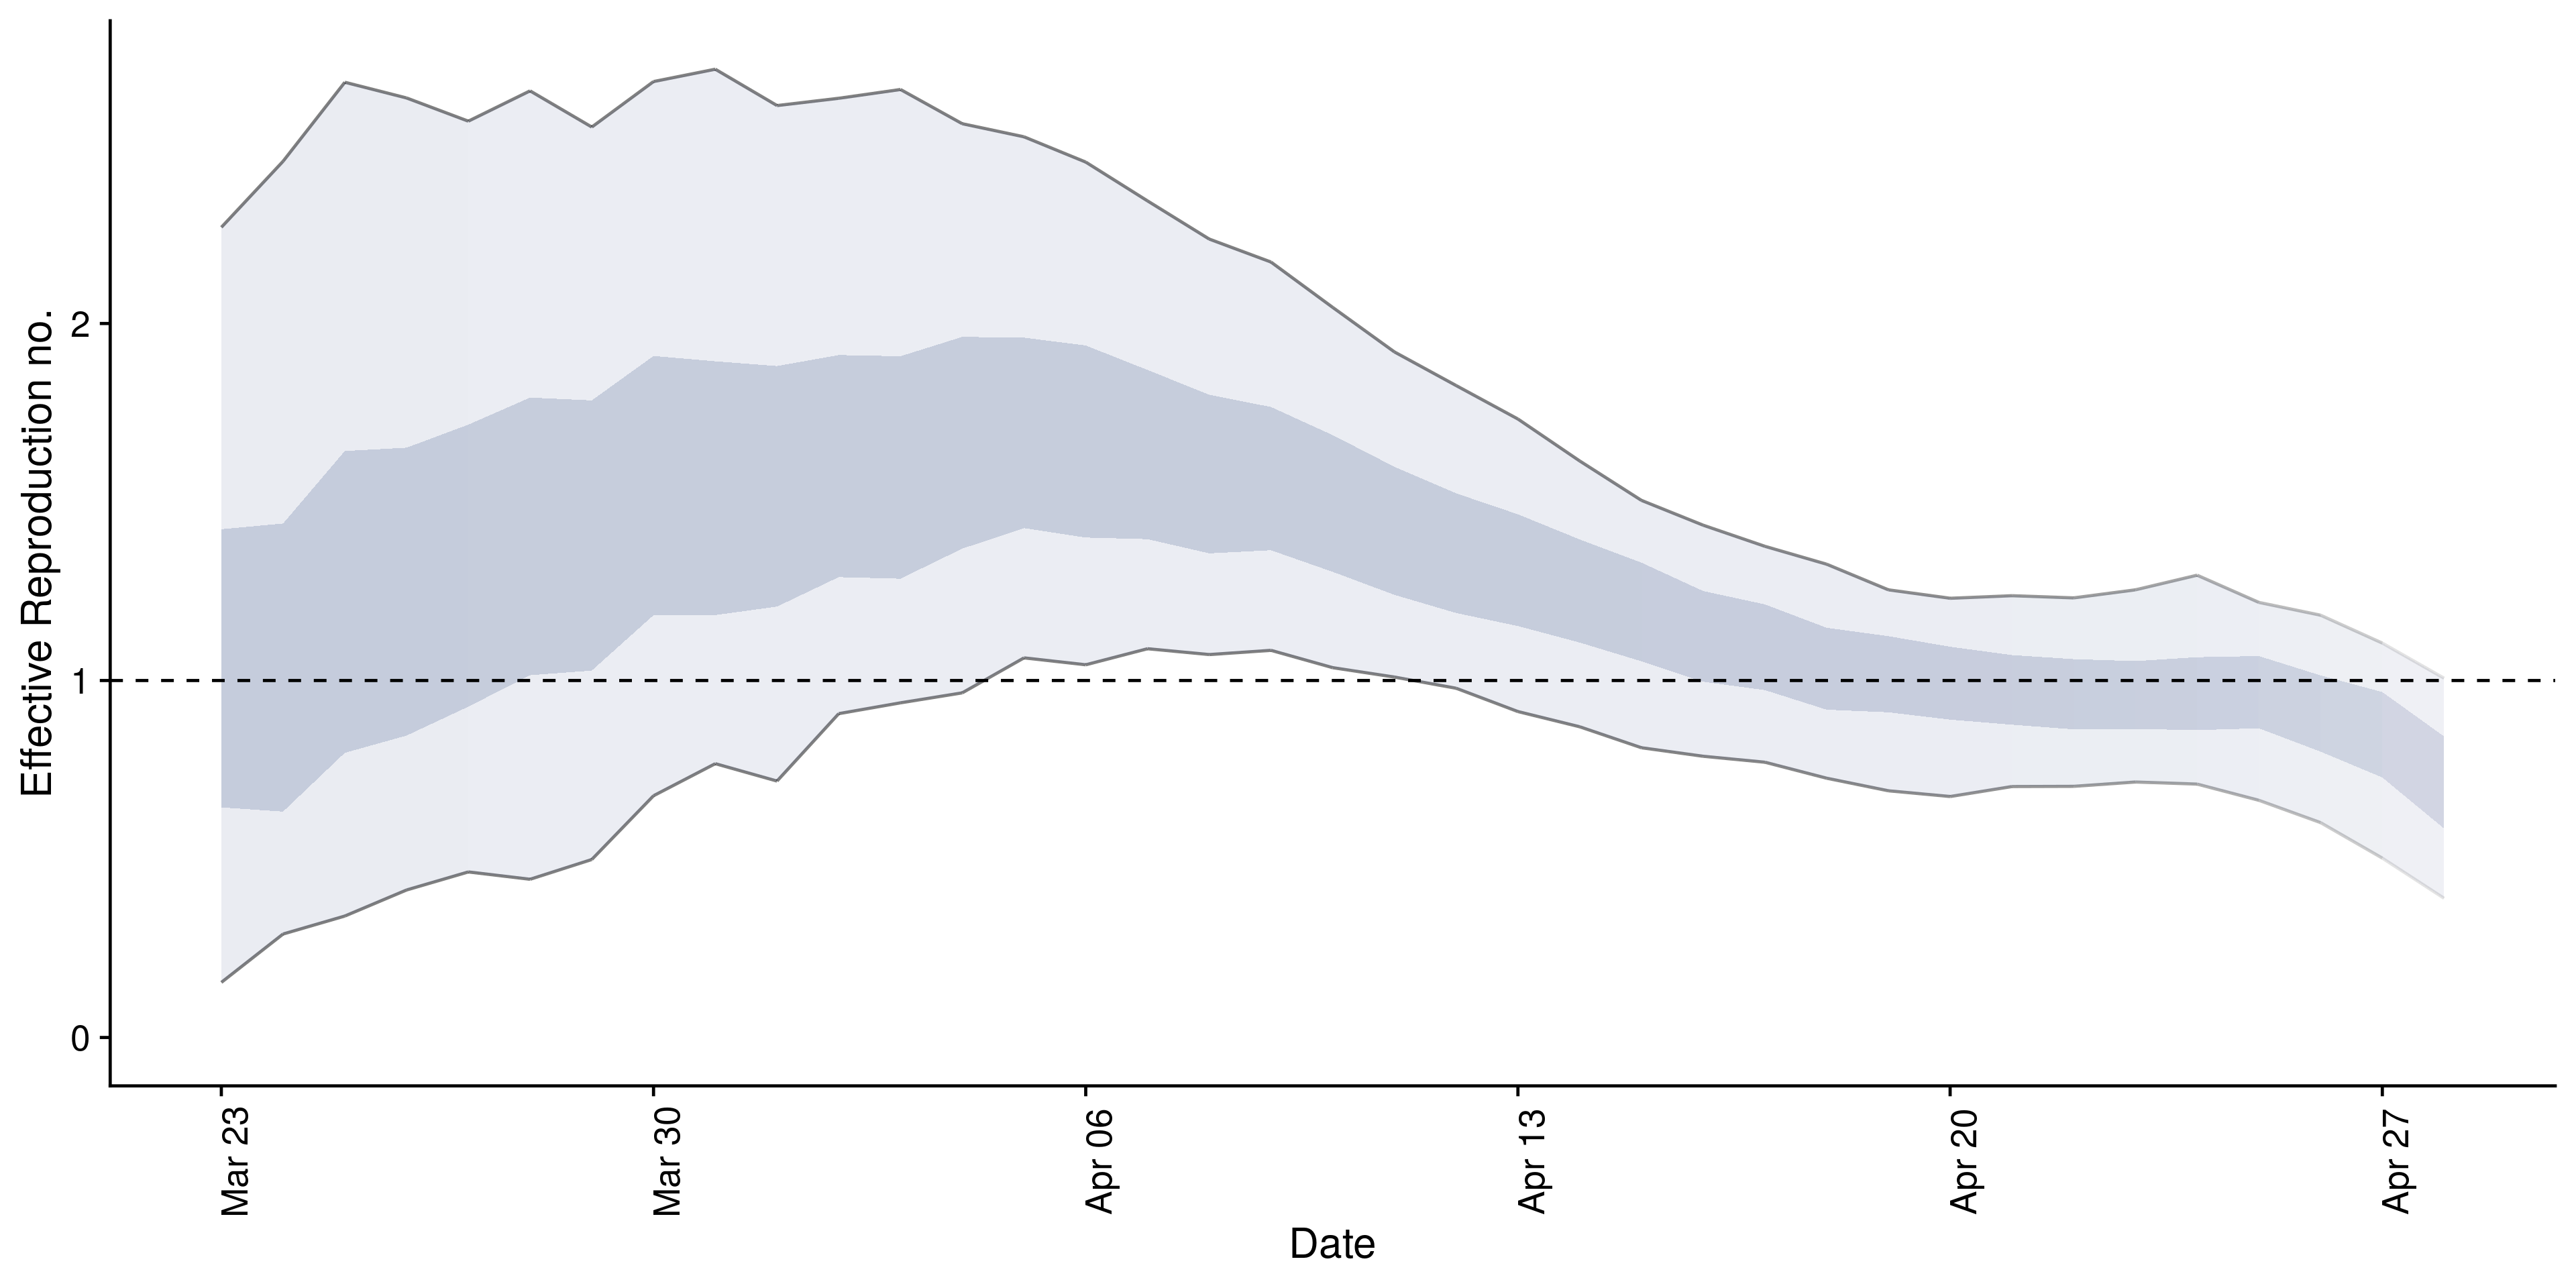 Effective Reproduction no.
2
1
0
Mar 23
Mar 30
Apr 06
Apr 13
Apr 20
Apr 27
Date